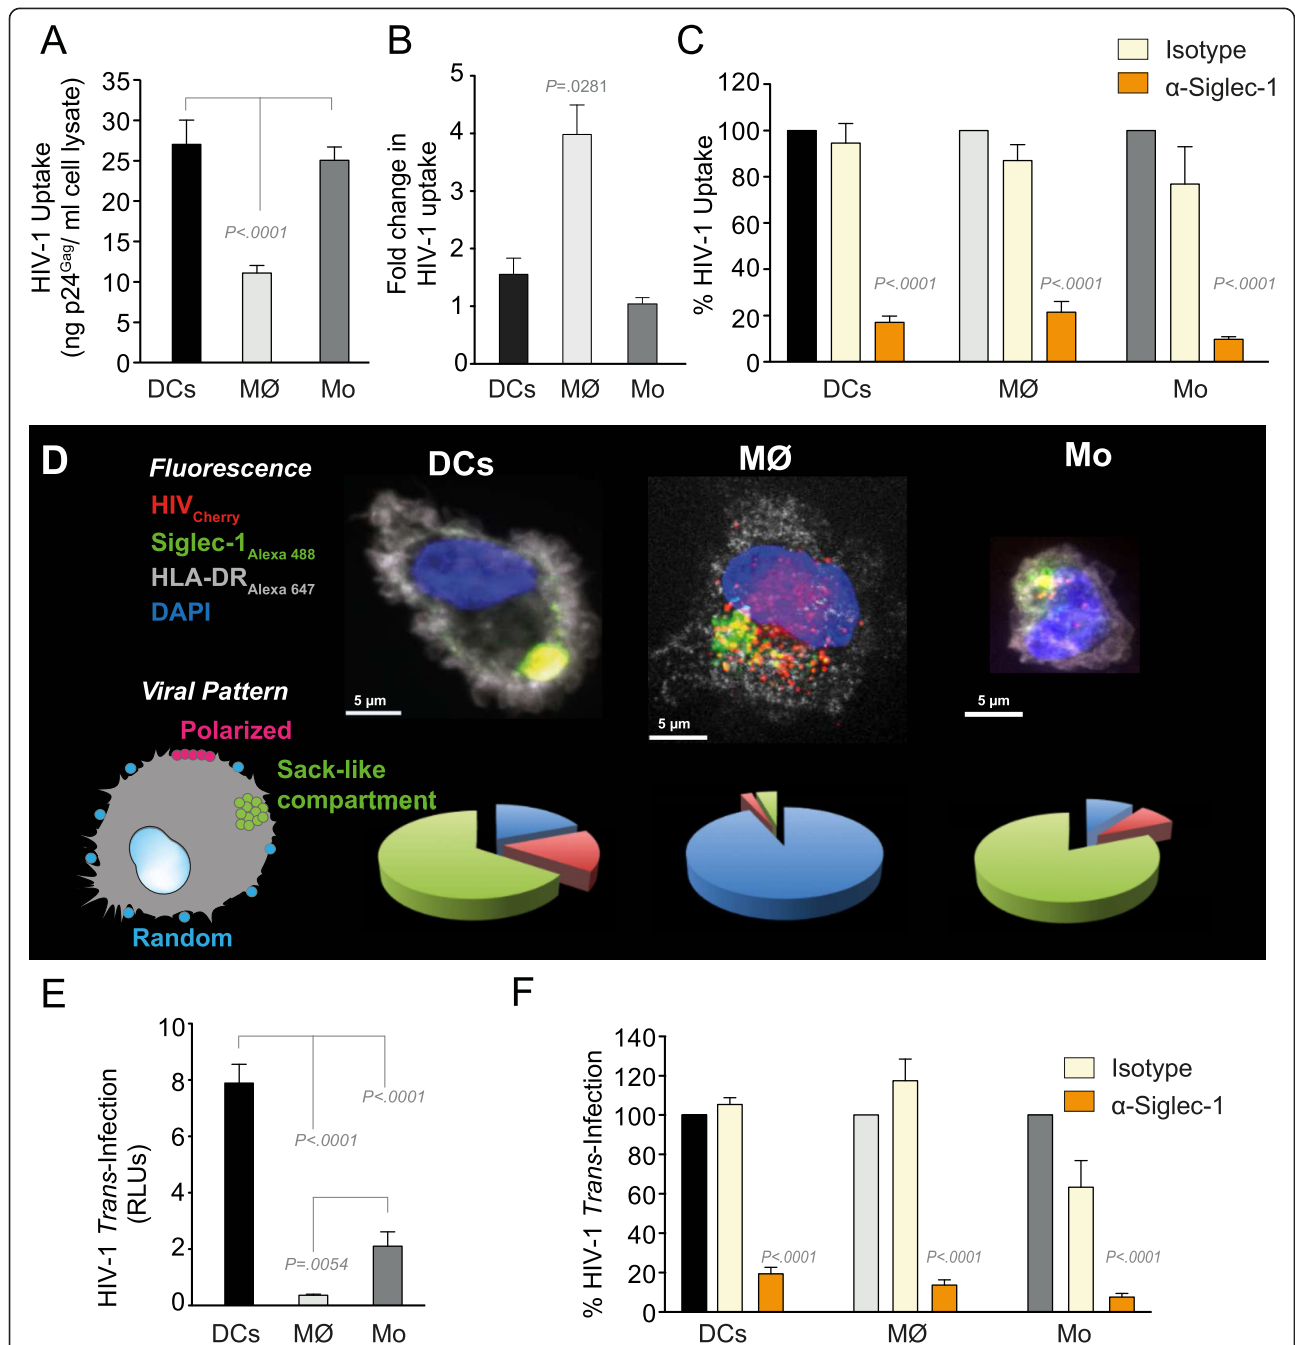 A
HIV-1 Uptake
(ng p24Gag/ ml cell lysate)
35
30
25
20
15
10
5
0
P<.0001
DCs MØ Mo
B
Fold change in
HIV-1 uptake
5
4
3
2
1
0
P=.0281
DCs MØ Mo
C
Isotype
α-Siglec-1
% HIV-1 Uptake
120
100
80
60
40
20
0
P<.0001 P<.0001 P<.0001
DCs MØ Mo
D
Fluorescence
HIVCherry
Siglec-1Alexa 488
HLA-DRAlexa 647
DAPI
DCs
MØ
Mo
5 µm
5 µm
5 µm
Viral Pattern
Polarized
Sack-like
compartment
Random
E
HIV-1 Trans-Infection
(RLUs)
10
8
6
4
2
0
P<.0001
P<.0001
P=.0054
DCs MØ Mo
F
Isotype
α-Siglec-1
% HIV-1 Trans-Infection
140
120
100
80
60
40
20
0
P<.0001 P<.0001 P<.0001
DCs MØ Mo